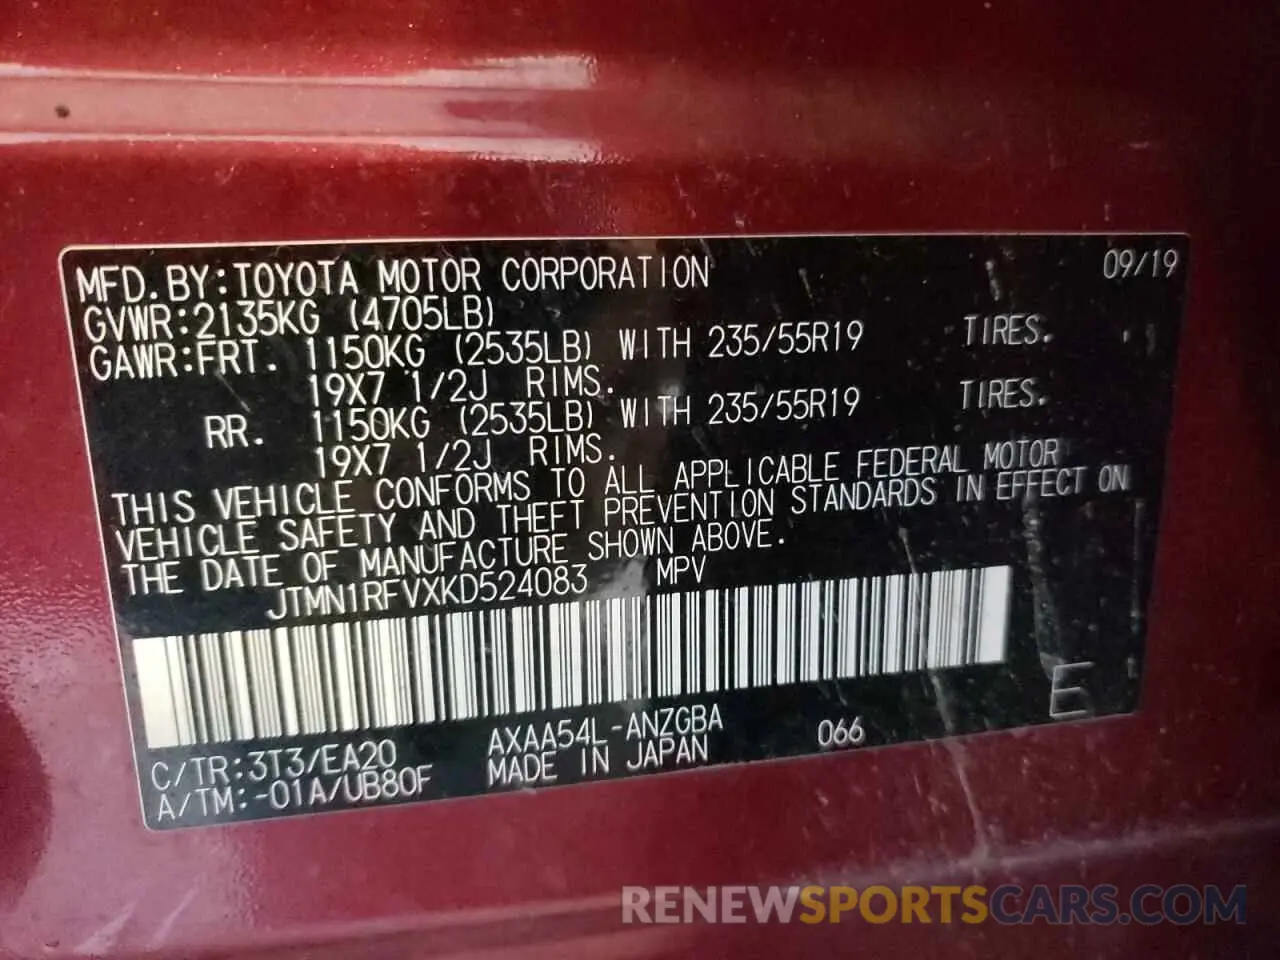 MFD.BY:TOYOTA MOTOR CORPORATION 09/19
GVWR:2135KG (4705LB)
GAWR:FRT. 1150KG (2535LB) WITH 235/55R19 TIRES.
19X7 1/2J RIMS.
RR. 1150KG (2535LB) WITH 235/55R19 TIRES.
19X7 1/2J RIMS.
THIS VEHICLE CONFORMS TO ALL APPLICABLE FEDERAL MOTOR
VEHICLE SAFETY AND THEFT PREVENTION STANDARDS IN EFFECT ON
THE DATE OF MANUFACTURE SHOWN ABOVE.
JTMN1RFVXKD524083 MPV
C/TR:3T3/EA20 AXAA54L-ANZGBA 066 E
A/TM:-01A/UB80F MADE IN JAPAN
RENEWSPORTSCARS.COM